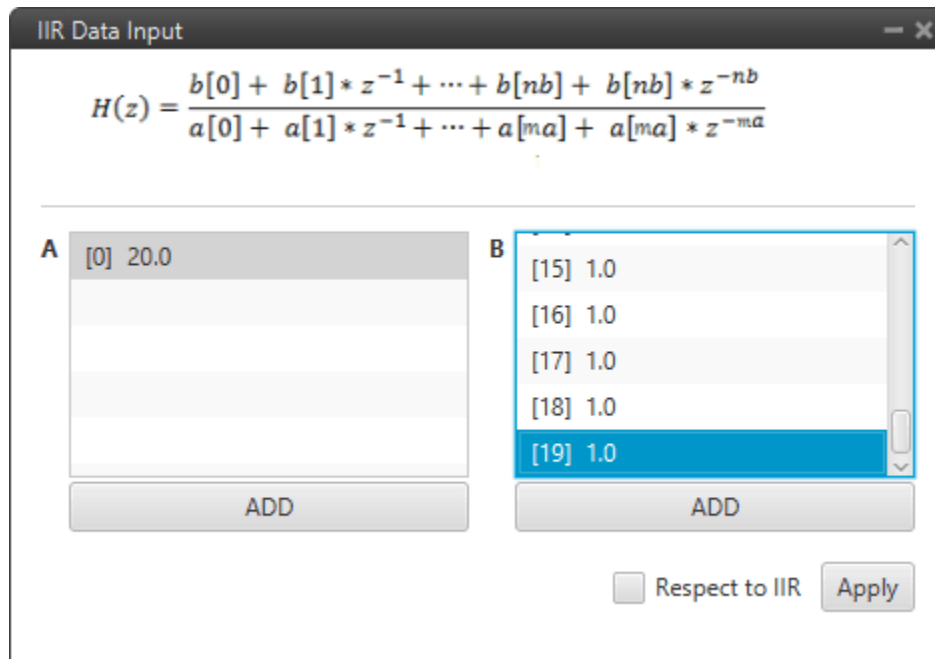 IIR Data Input
H(z) = \frac{b[0] + b[1] * z^{-1} + ⋯ + b[nb] + b[nb] * z^{-nb}}{a[0] + a[1] * z^{-1} + ⋯ + a[ma] + a[ma] * z^{-ma}}
A
[0] 20.0
ADD
B
[15] 1.0
[16] 1.0
[17] 1.0
[18] 1.0
[19] 1.0
ADD
Respect to IIR
Apply